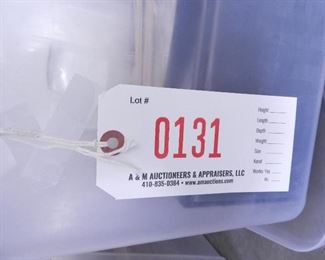 Lot #
0131
A & M AUCTIONEERS & APPRAISERS, LLC
410-835-0384 • www.amauctions.com
Height
Length
Depth
Weight
Size
Karat
Works: Yes
No